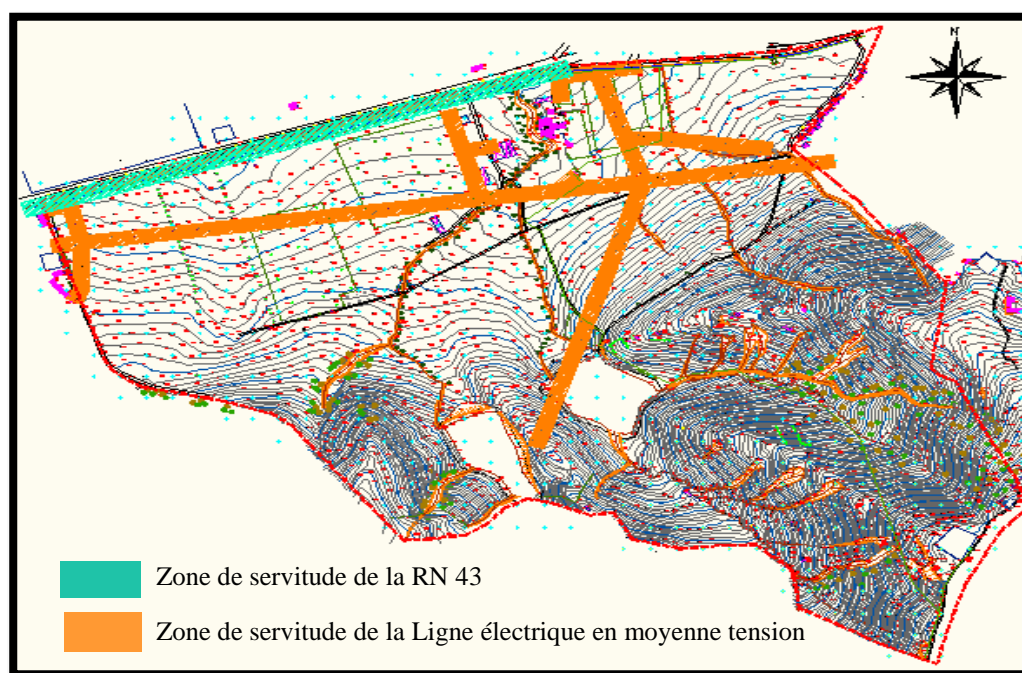 N
Zone de servitude de la RN 43
Zone de servitude de la Ligne électrique en moyenne tension